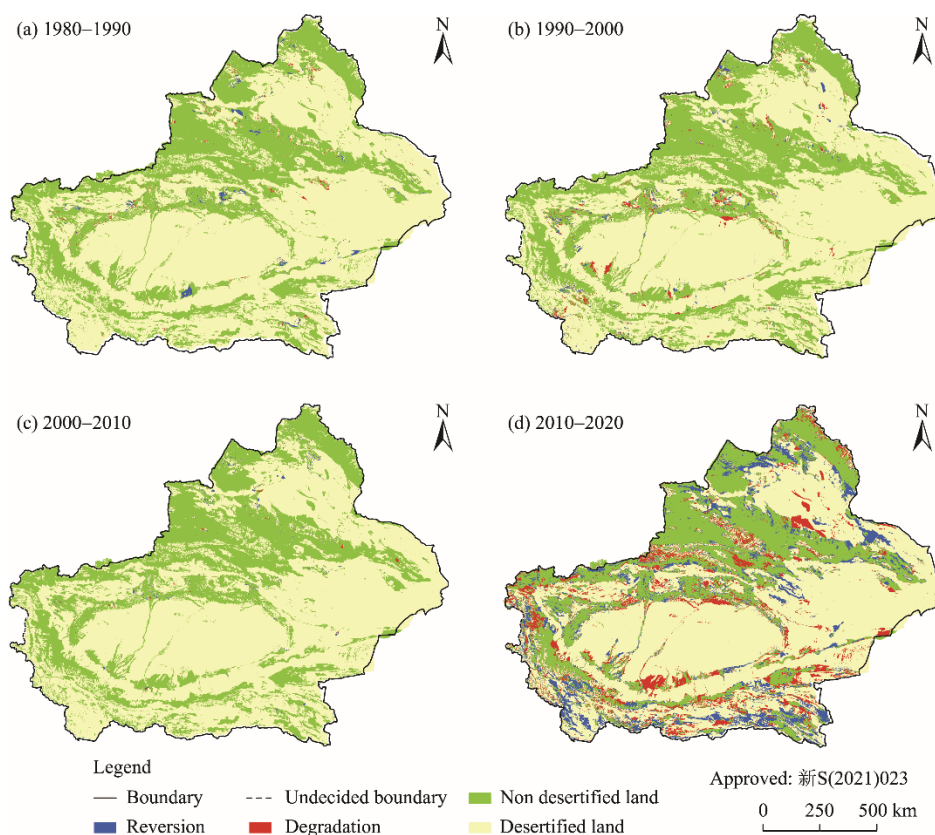 (a) 1980–1990
N
(b) 1990–2000
N
(c) 2000–2010
N
(d) 2010–2020
N
Legend
Boundary
Undecided boundary
Non desertified land
Reversion
Degradation
Desertified land
Approved: 新S(2021)023
0 250 500 km